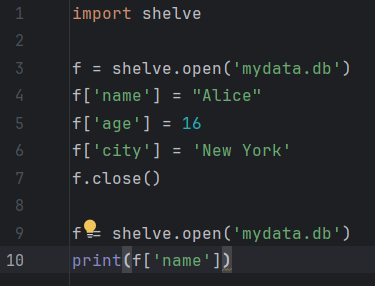 1 import shelve
2
3 f = shelve.open('mydata.db')
4 f['name'] = "Alice"
5 f['age'] = 16
6 f['city'] = 'New York'
7 f.close()
8
9 f = shelve.open('mydata.db')
10 print(f['name'])